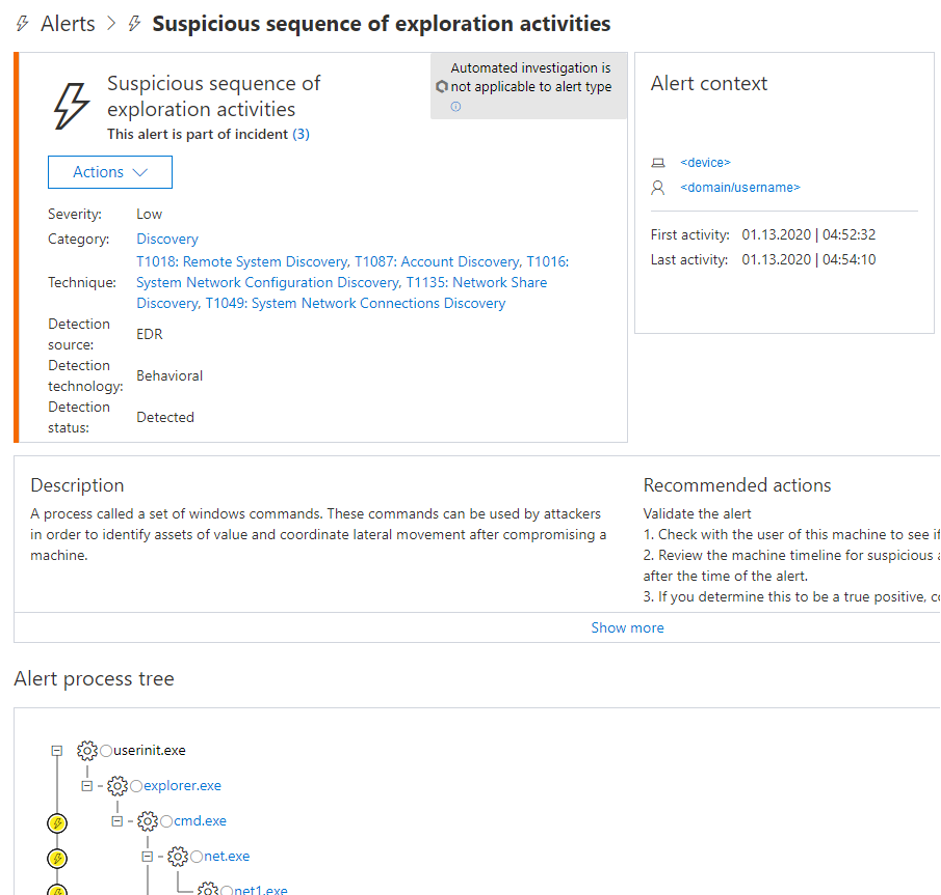 Alerts > Suspicious sequence of exploration activities
Suspicious sequence of
exploration activities
This alert is part of incident (3)
Automated investigation is
not applicable to alert type
Actions
Severity: Low
Category: Discovery
Technique: T1018: Remote System Discovery, T1087: Account Discovery, T1016:
System Network Configuration Discovery, T1135: Network Share
Discovery, T1049: System Network Connections Discovery
Detection
source: EDR
Detection
technology: Behavioral
Detection
status: Detected
Alert context
<device>
<domain/username>
First activity: 01.13.2020 | 04:52:32
Last activity: 01.13.2020 | 04:54:10
Description
A process called a set of windows commands. These commands can be used by attackers
in order to identify assets of value and coordinate lateral movement after compromising a
machine.
Recommended actions
Validate the alert
1. Check with the user of this machine to see if
2. Review the machine timeline for suspicious a
after the time of the alert.
3. If you determine this to be a true positive, co
Show more
Alert process tree
userinit.exe
explorer.exe
cmd.exe
net.exe
net1.exe